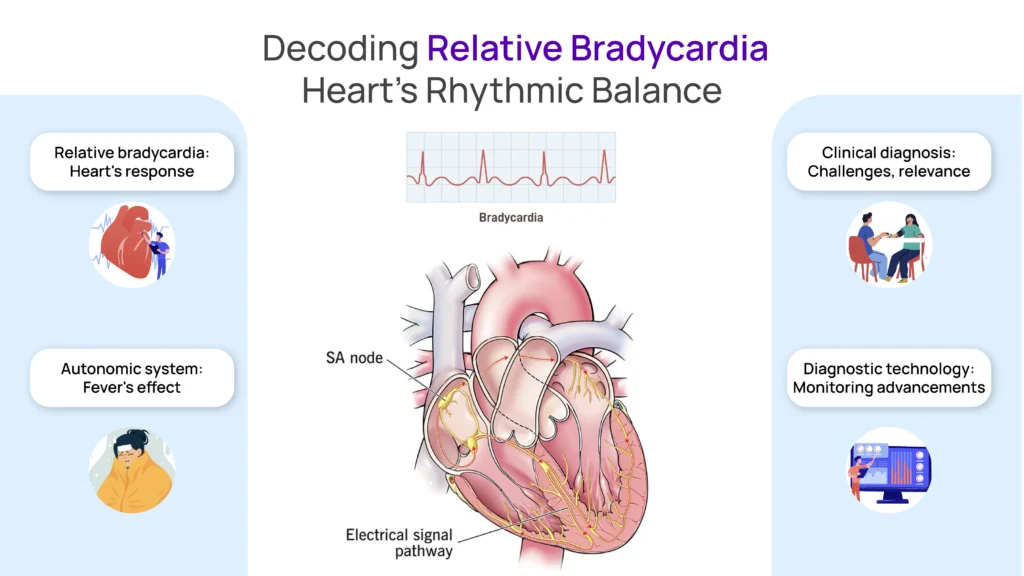 Decoding Relative Bradycardia
Heart's Rhythmic Balance
Relative bradycardia:
Heart's response
Autonomic system:
Fever's effect
Bradycardia
SA node
Electrical signal
pathway
Clinical diagnosis:
Challenges, relevance
Diagnostic technology:
Monitoring advancements